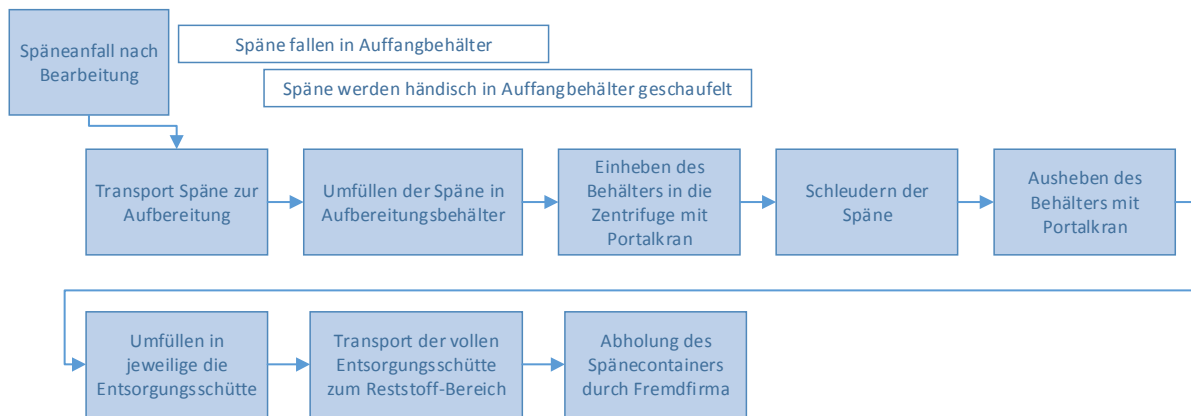 Späneanfall nach
Bearbeitung
Späne fallen in Auffangbehälter
Späne werden händisch in Auffangbehälter geschaufelt
Transport Späne zur
Aufbereitung
Umfüllen der Späne in
Aufbereitungsbehälter
Einheben des
Behälters in die
Zentrifuge mit
Portalkran
Schleudern der
Späne
Ausheben des
Behälters mit
Portalkran
Umfüllen in
jeweilige die
Entsorgungsschütte
Transport der vollen
Entsorgungsschütte
zum Reststoff-Bereich
Abholung des
Spänecontainers
durch Fremdfirma